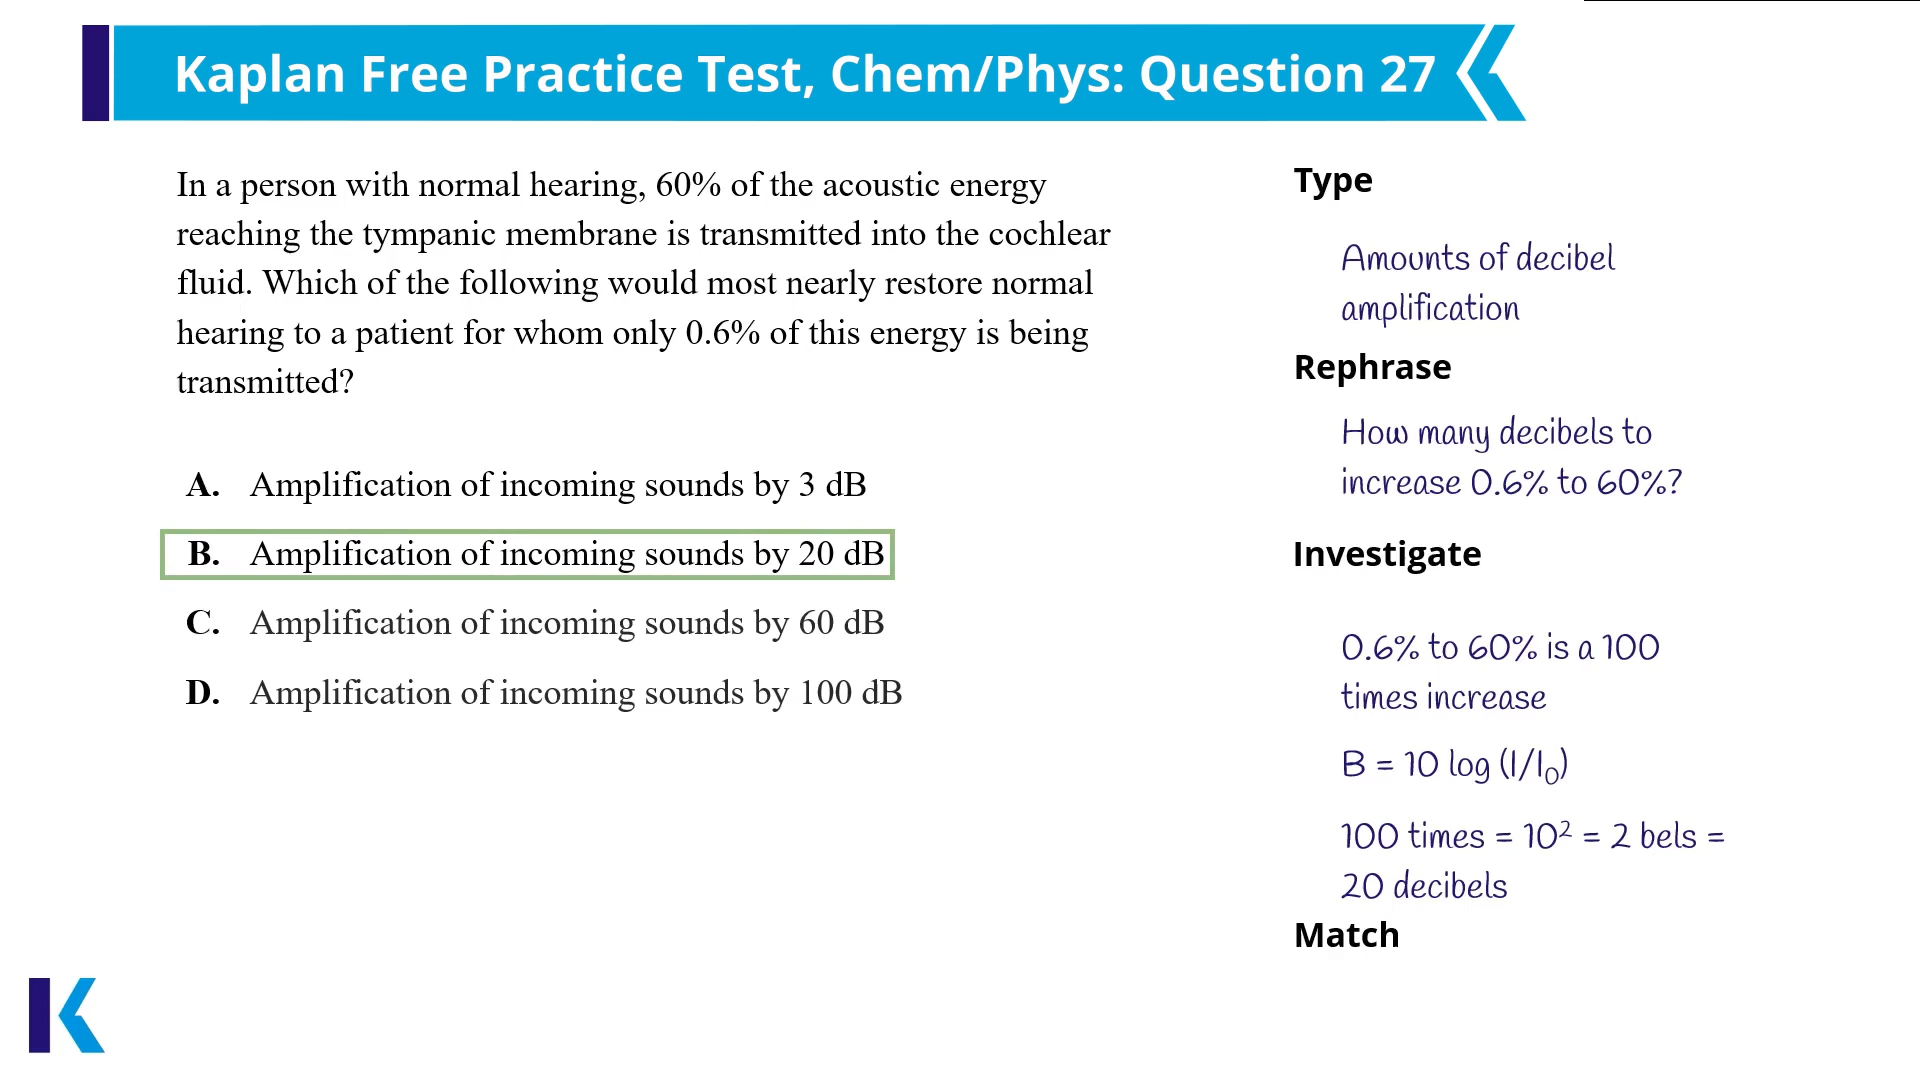 Kaplan Free Practice Test, Chem/Phys: Question 27
In a person with normal hearing, 60% of the acoustic energy
reaching the tympanic membrane is transmitted into the cochlear
fluid. Which of the following would most nearly restore normal
hearing to a patient for whom only 0.6% of this energy is being
transmitted?
A. Amplification of incoming sounds by 3 dB
B. Amplification of incoming sounds by 20 dB
C. Amplification of incoming sounds by 60 dB
D. Amplification of incoming sounds by 100 dB
Type
Amounts of decibel
amplification
Rephrase
How many decibels to
increase 0.6% to 60%?
Investigate
0.6% to 60% is a 100
times increase
B = 10 log (I/I₀)
100 times = 10² = 2 bels =
20 decibels
Match
K